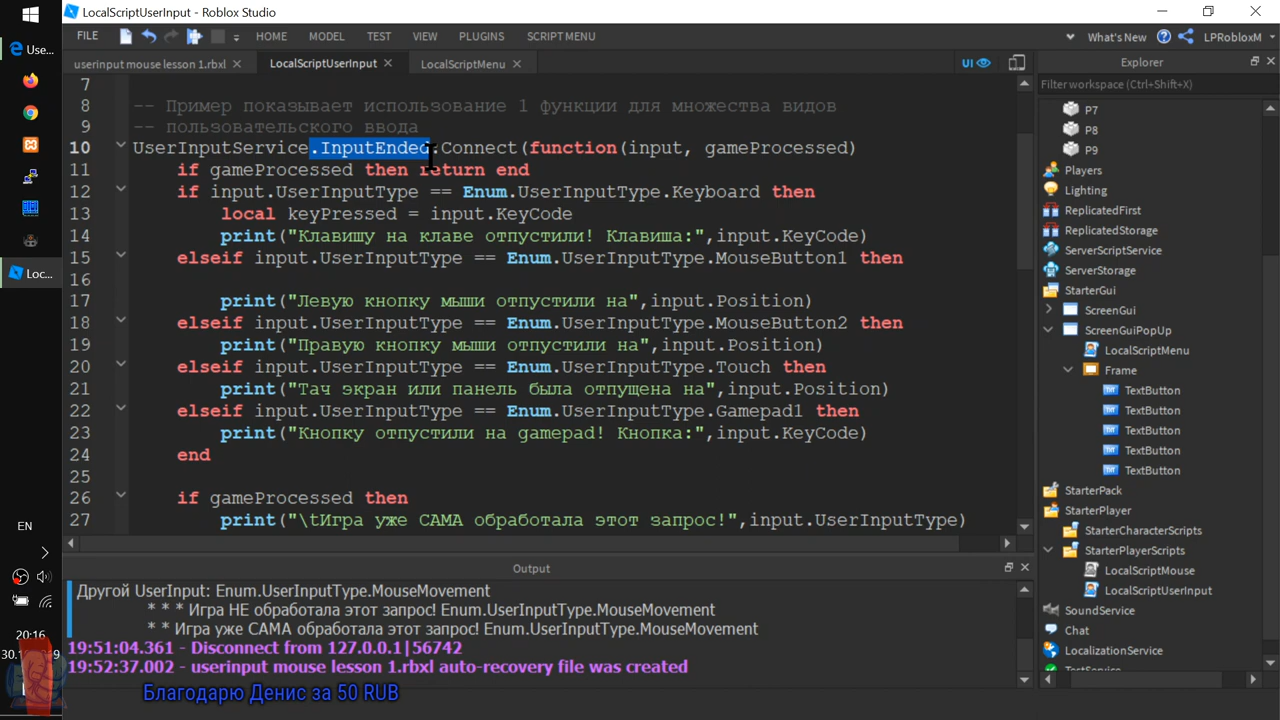 LocalScriptUserInput - Roblox Studio
Use...
FILE HOME MODEL TEST VIEW PLUGINS SCRIPT MENU What's New LPRobloxM
userinput mouse lesson 1.rbxl × LocalScriptUserInput × LocalScriptMenu × UI
7
8 -- Пример показывает использование 1 функции для множества видов
9 -- пользовательского ввода
10 UserInputService.InputEnded:Connect(function(input, gameProcessed)
11 if gameProcessed then return end
12 if input.UserInputType == Enum.UserInputType.Keyboard then
13 local keyPressed = input.KeyCode
14 print("Клавишу на клаве отпустили! Клавиша:",input.KeyCode)
15 elseif input.UserInputType == Enum.UserInputType.MouseButton1 then
16
17 print("Левую кнопку мыши отпустили на",input.Position)
18 elseif input.UserInputType == Enum.UserInputType.MouseButton2 then
19 print("Правую кнопку мыши отпустили на",input.Position)
20 elseif input.UserInputType == Enum.UserInputType.Touch then
21 print("Тач экран или панель была отпущена на",input.Position)
22 elseif input.UserInputType == Enum.UserInputType.Gamepad1 then
23 print("Кнопку отпустили на gamepad! Кнопка:",input.KeyCode)
24 end
25
26 if gameProcessed then
27 print("\tИгра уже САМА обработала этот запрос!",input.UserInputType)
Output
Другой UserInput: Enum.UserInputType.MouseMovement
* * * Игра НЕ обработала этот запрос! Enum.UserInputType.MouseMovement
* * Игра уже САМА обработала этот запрос! Enum.UserInputType.MouseMovement
19:51:04.361 - Disconnect from 127.0.0.1|56742
19:52:37.002 - userinput mouse lesson 1.rbxl auto-recovery file was created
Благодарю Денис за 50 RUB
Explorer
Filter workspace (Ctrl+Shift+X)
P7
P8
P9
Players
Lighting
ReplicatedFirst
ReplicatedStorage
ServerScriptService
ServerStorage
StarterGui
ScreenGui
ScreenGuiPopUp
LocalScriptMenu
Frame
TextButton
TextButton
TextButton
TextButton
TextButton
StarterPack
StarterPlayer
StarterCharacterScripts
StarterPlayerScripts
LocalScriptMouse
LocalScriptUserInput
SoundService
Chat
LocalizationService
TestService
Loc...
EN
20:16